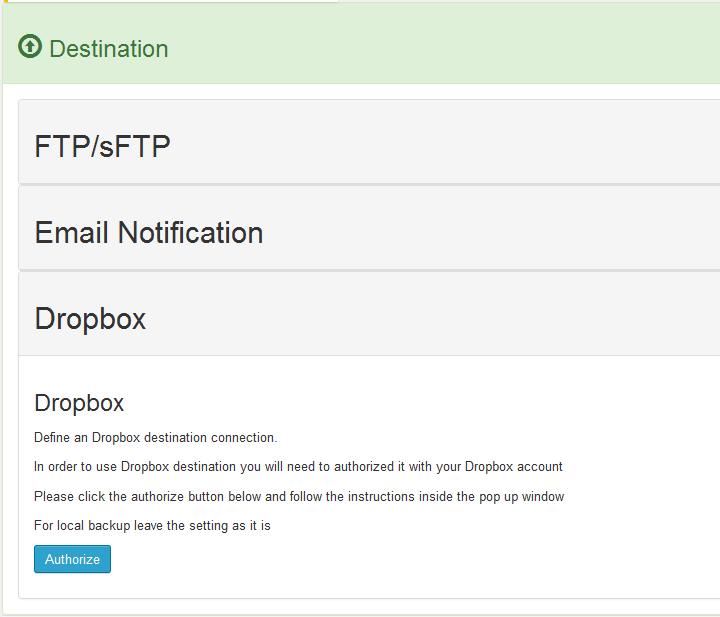 Destination
FTP/sFTP
Email Notification
Dropbox
Dropbox
Define an Dropbox destination connection.
In order to use Dropbox destination you will need to authorized it with your Dropbox account
Please click the authorize button below and follow the instructions inside the pop up window
For local backup leave the setting as it is
Authorize